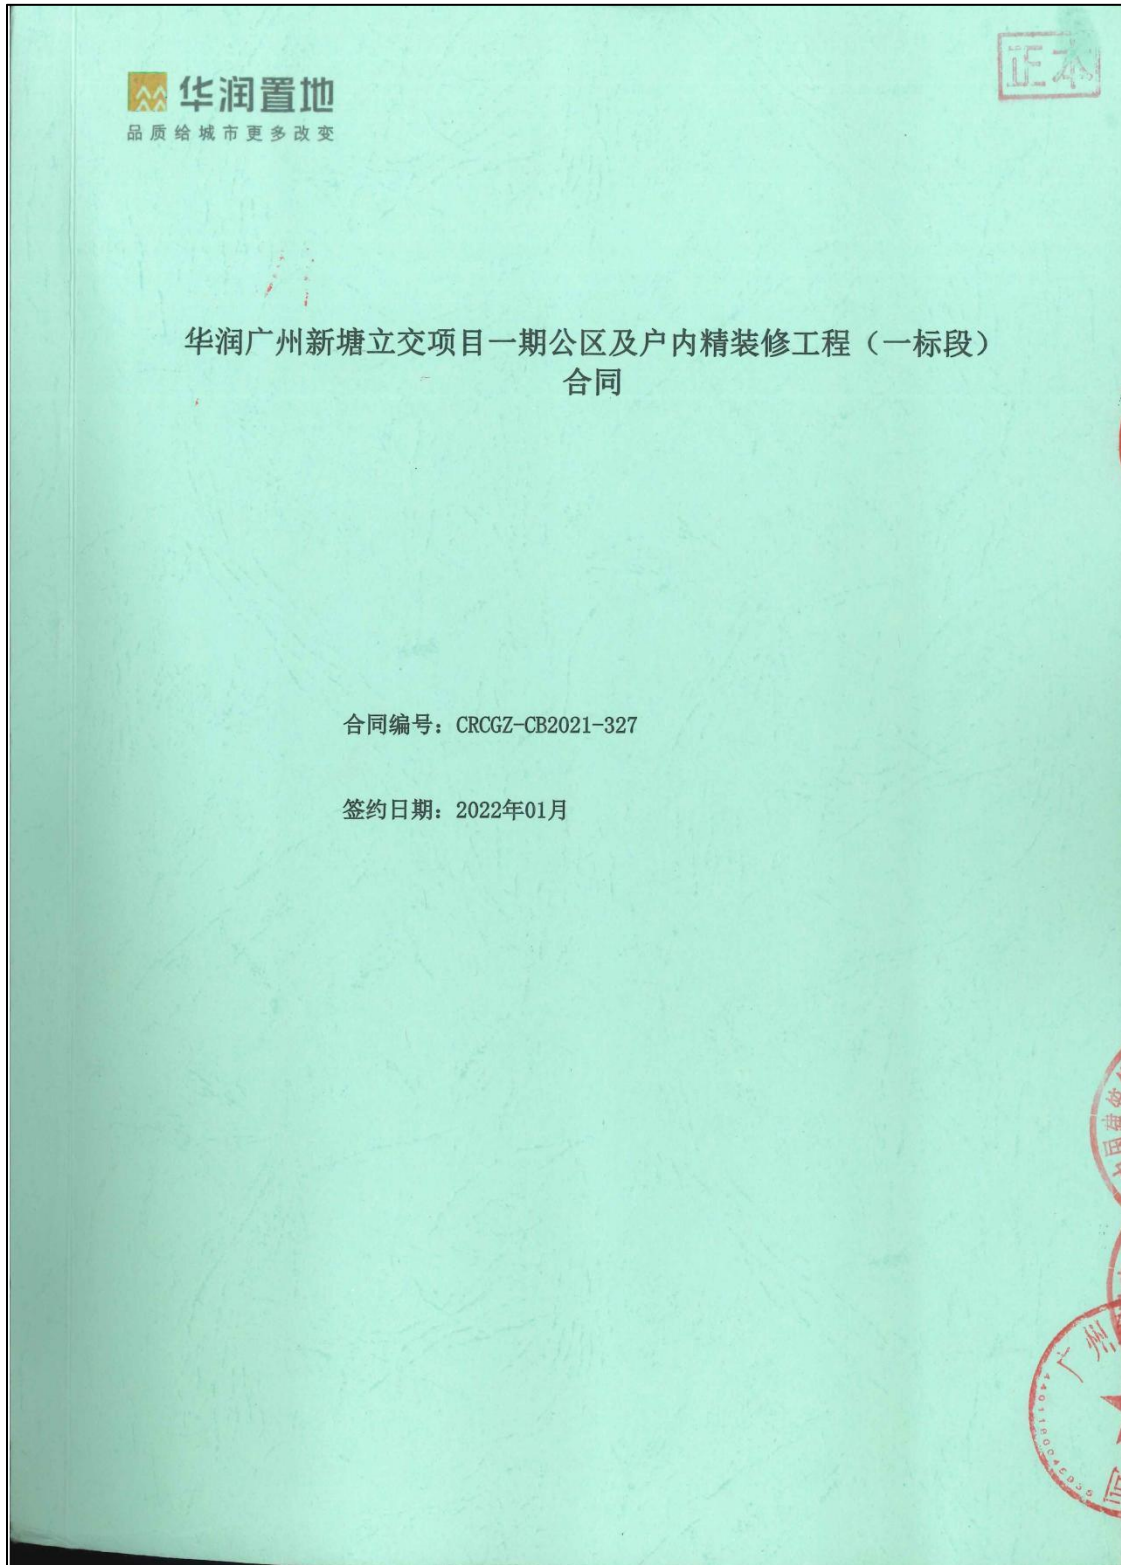 华润置地
品质给城市更多改变
正本
华润广州新塘立交项目一期公区及户内精装修工程（一标段）
合同
合同编号：CRCGZ-CB2021-327
签约日期：2022年01月
广州